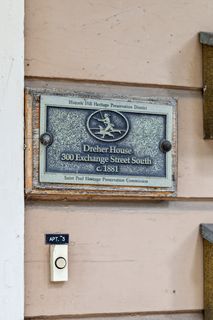 Historic Hill Heritage Preservation District
Dreher House
300 Exchange Street South
c. 1881
Saint Paul Heritage Preservation Commission
APT. 3